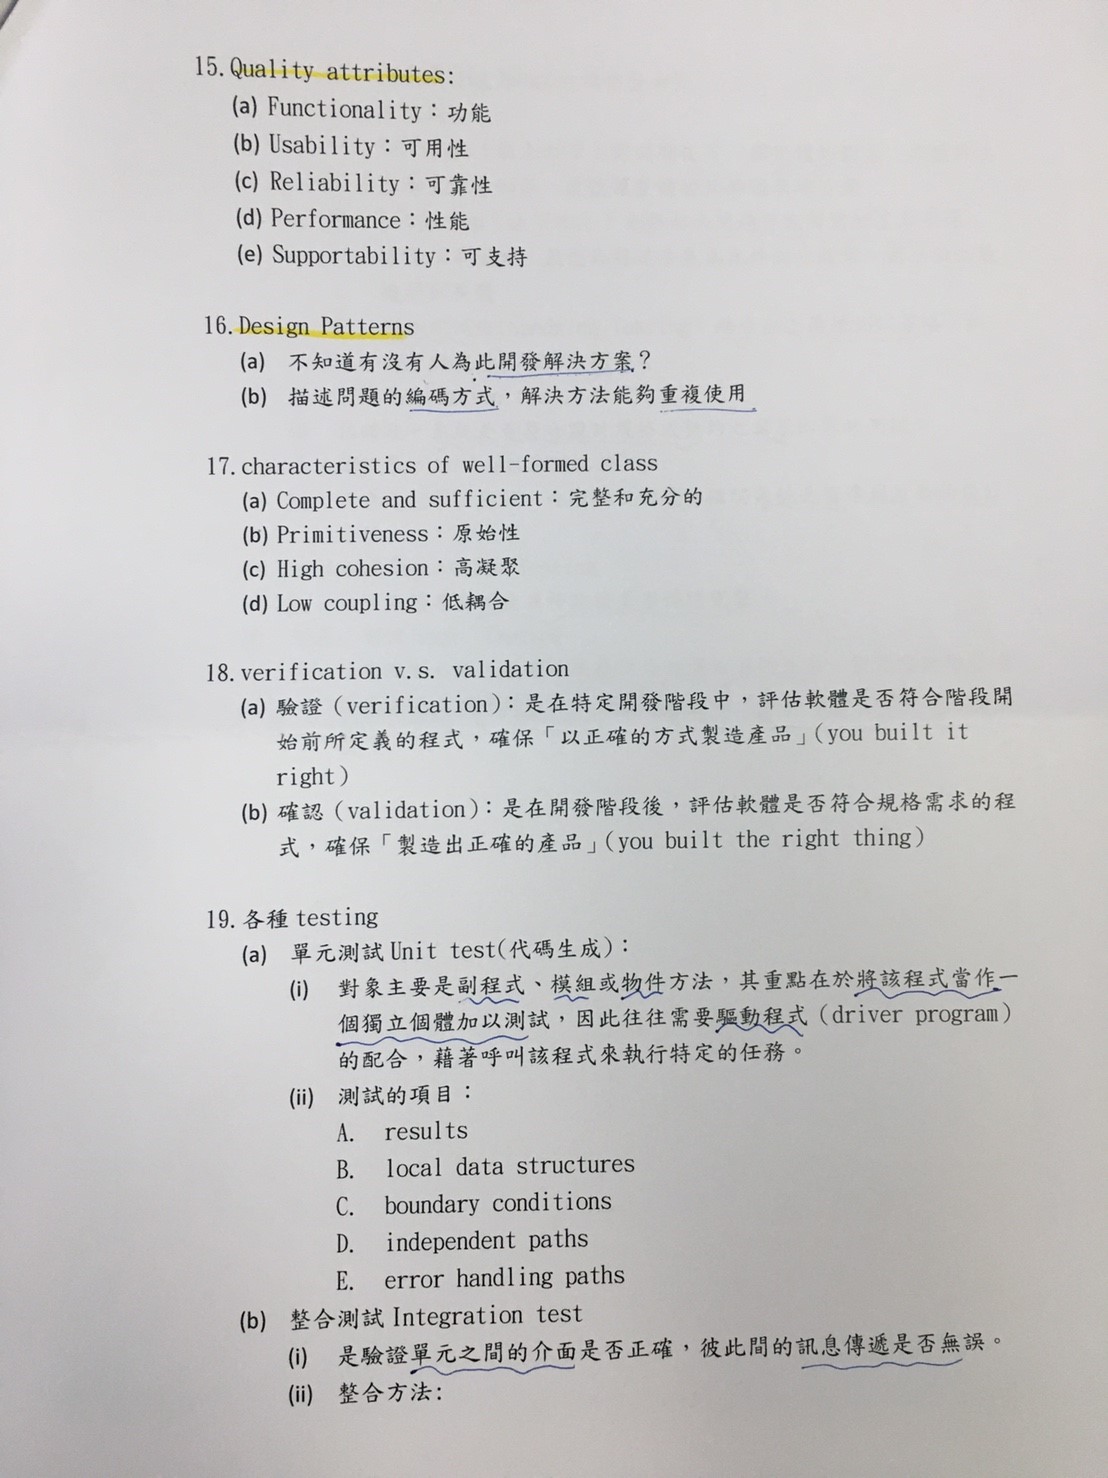 15. Quality attributes:
(a) Functionality：功能
(b) Usability：可用性
(c) Reliability：可靠性
(d) Performance：性能
(e) Supportability：可支持
16. Design Patterns
(a) 不知道有沒有人為此開發解決方案？
(b) 描述問題的編碼方式，解決方法能夠重複使用
17. characteristics of well-formed class
(a) Complete and sufficient：完整和充分的
(b) Primitiveness：原始性
(c) High cohesion：高凝聚
(d) Low coupling：低耦合
18. verification v.s. validation
(a) 驗證（verification）：是在特定開發階段中，評估軟體是否符合階段開
始前所定義的程式，確保「以正確的方式製造產品」（you built it
right）
(b) 確認（validation）：是在開發階段後，評估軟體是否符合規格需求的程
式，確保「製造出正確的產品」（you built the right thing）
19. 各種 testing
(a) 單元測試 Unit test(代碼生成)：
(i) 對象主要是副程式、模組或物件方法，其重點在於將該程式當作一
個獨立個體加以測試，因此往往需要驅動程式（driver program）
的配合，藉著呼叫該程式來執行特定的任務。
(ii) 測試的項目：
A. results
B. local data structures
C. boundary conditions
D. independent paths
E. error handling paths
(b) 整合測試 Integration test
(i) 是驗證單元之間的介面是否正確，彼此間的訊息傳遞是否無誤。
(ii) 整合方法: